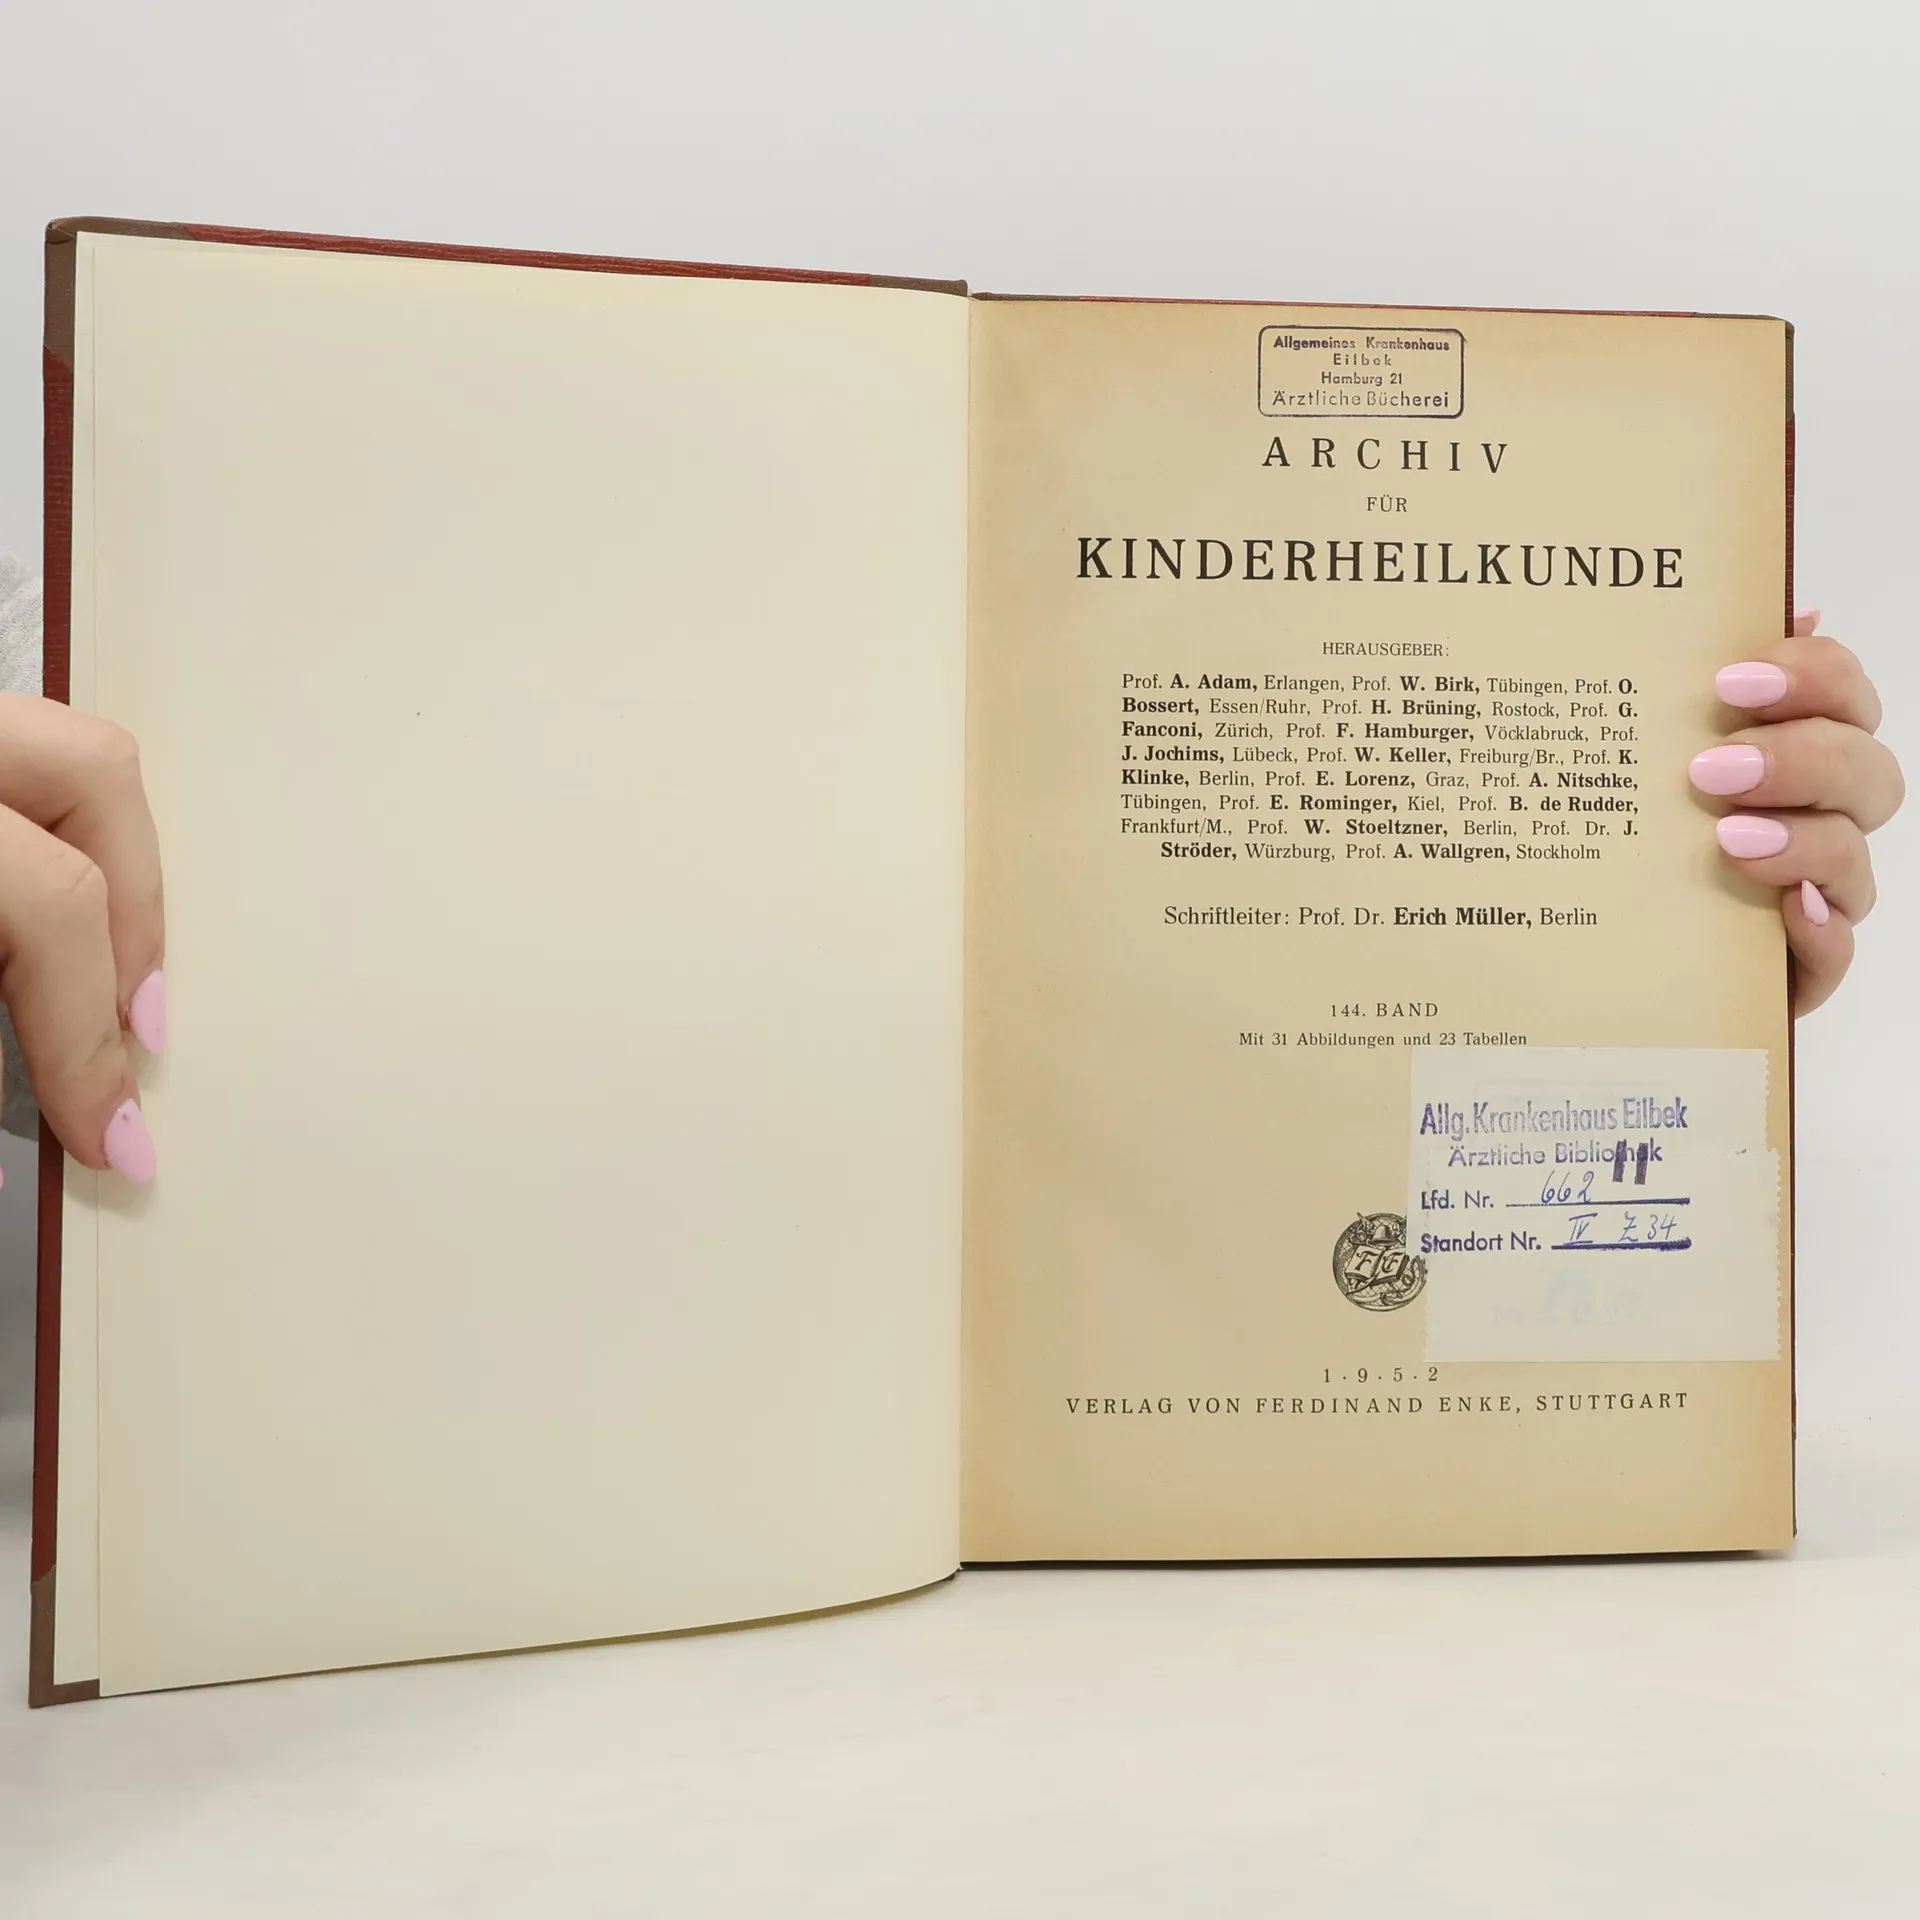 Allgemeines Krankenhaus
Eilbek
Hamburg 21
Ärztliche Bücherei
ARCHIV
FÜR
KINDERHEILKUNDE
HERAUSGEBER:
Prof. A. Adam, Erlangen, Prof. W. Birk, Tübingen, Prof. O.
Bossert, Essen/Ruhr, Prof. H. Brüning, Rostock, Prof. G.
Fanconi, Zürich, Prof. F. Hamburger, Vöcklabruck, Prof.
J. Jochims, Lübeck, Prof. W. Keller, Freiburg/Br., Prof. K.
Klinke, Berlin, Prof. E. Lorenz, Graz, Prof. A. Nitschke,
Tübingen, Prof. E. Rominger, Kiel, Prof. B. de Rudder,
Frankfurt/M., Prof. W. Stoeltzner, Berlin, Prof. Dr. J.
Ströder, Würzburg, Prof. A. Wallgren, Stockholm
Schriftleiter: Prof. Dr. Erich Müller, Berlin
144. BAND
Mit 31 Abbildungen und 23 Tabellen
Allg. Krankenhaus Eilbek
Ärztliche Bibliothek
Lfd. Nr. 662
Standort Nr. IV Z 34
F E
1 · 9 · 5 · 2
VERLAG VON FERDINAND ENKE, STUTTGART